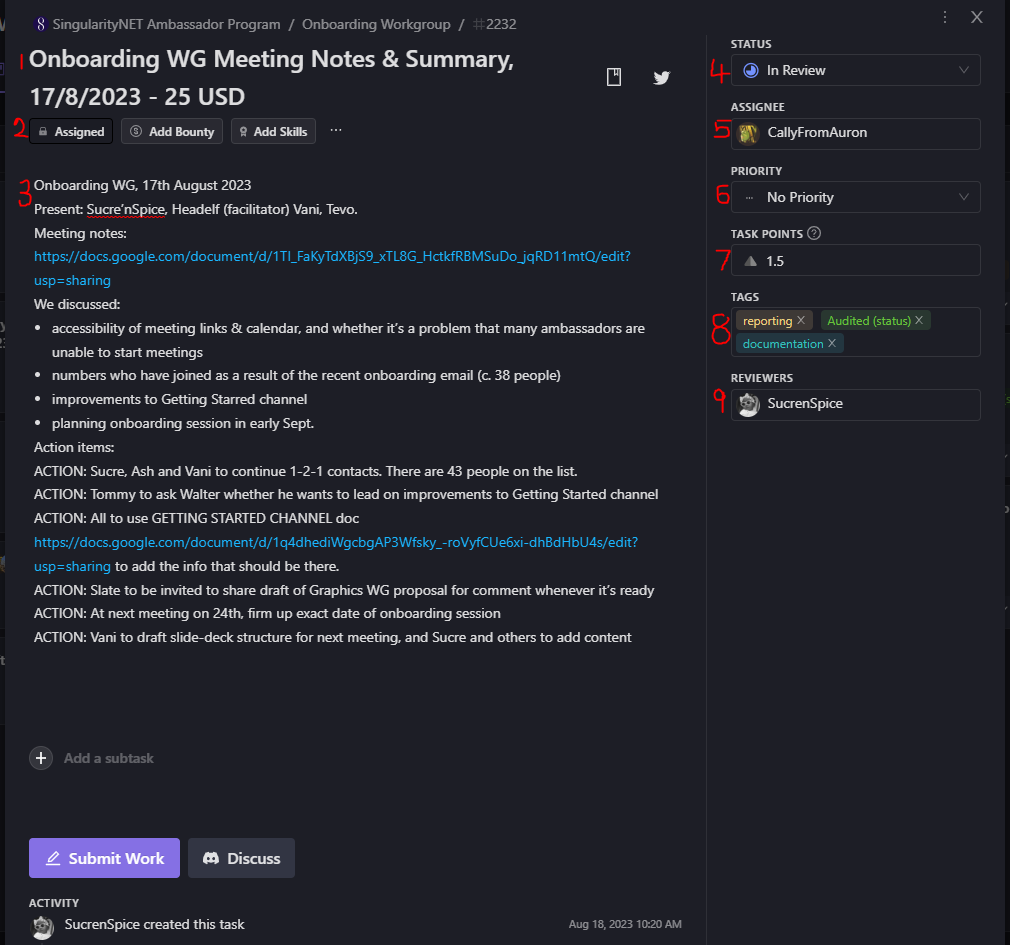 SingularityNET Ambassador Program / Onboarding Workgroup / #2232
1 Onboarding WG Meeting Notes & Summary,
17/8/2023 - 25 USD
2 Assigned Add Bounty Add Skills ...
3 Onboarding WG, 17th August 2023
Present: Sucre'nSpice, Headelf (facilitator) Vani, Tevo.
Meeting notes:
https://docs.google.com/document/d/1TI_FaKyTdXBjS9_xTL8G_HctkfRBMSuDo_jqRD11mtQ/edit?
usp=sharing
We discussed:
• accessibility of meeting links & calendar, and whether it's a problem that many ambassadors are
unable to start meetings
• numbers who have joined as a result of the recent onboarding email (c. 38 people)
• improvements to Getting Starred channel
• planning onboarding session in early Sept.
Action items:
ACTION: Sucre, Ash and Vani to continue 1-2-1 contacts. There are 43 people on the list.
ACTION: Tommy to ask Walter whether he wants to lead on improvements to Getting Started channel
ACTION: All to use GETTING STARTED CHANNEL doc
https://docs.google.com/document/d/1q4dhediWgcbgAP3Wfsky_-roVyfCUe6xi-dhBdHbU4s/edit?
usp=sharing to add the info that should be there.
ACTION: Slate to be invited to share draft of Graphics WG proposal for comment whenever it's ready
ACTION: At next meeting on 24th, firm up exact date of onboarding session
ACTION: Vani to draft slide-deck structure for next meeting, and Sucre and others to add content
Add a subtask
Submit Work Discuss
ACTIVITY
SucrenSpice created this task Aug 18, 2023 10:20 AM
STATUS
4 In Review
ASSIGNEE
5 CallyFromAuron
PRIORITY
6 No Priority
TASK POINTS
7 1.5
TAGS
8 reporting X Audited (status) X
documentation X
REVIEWERS
9 SucrenSpice